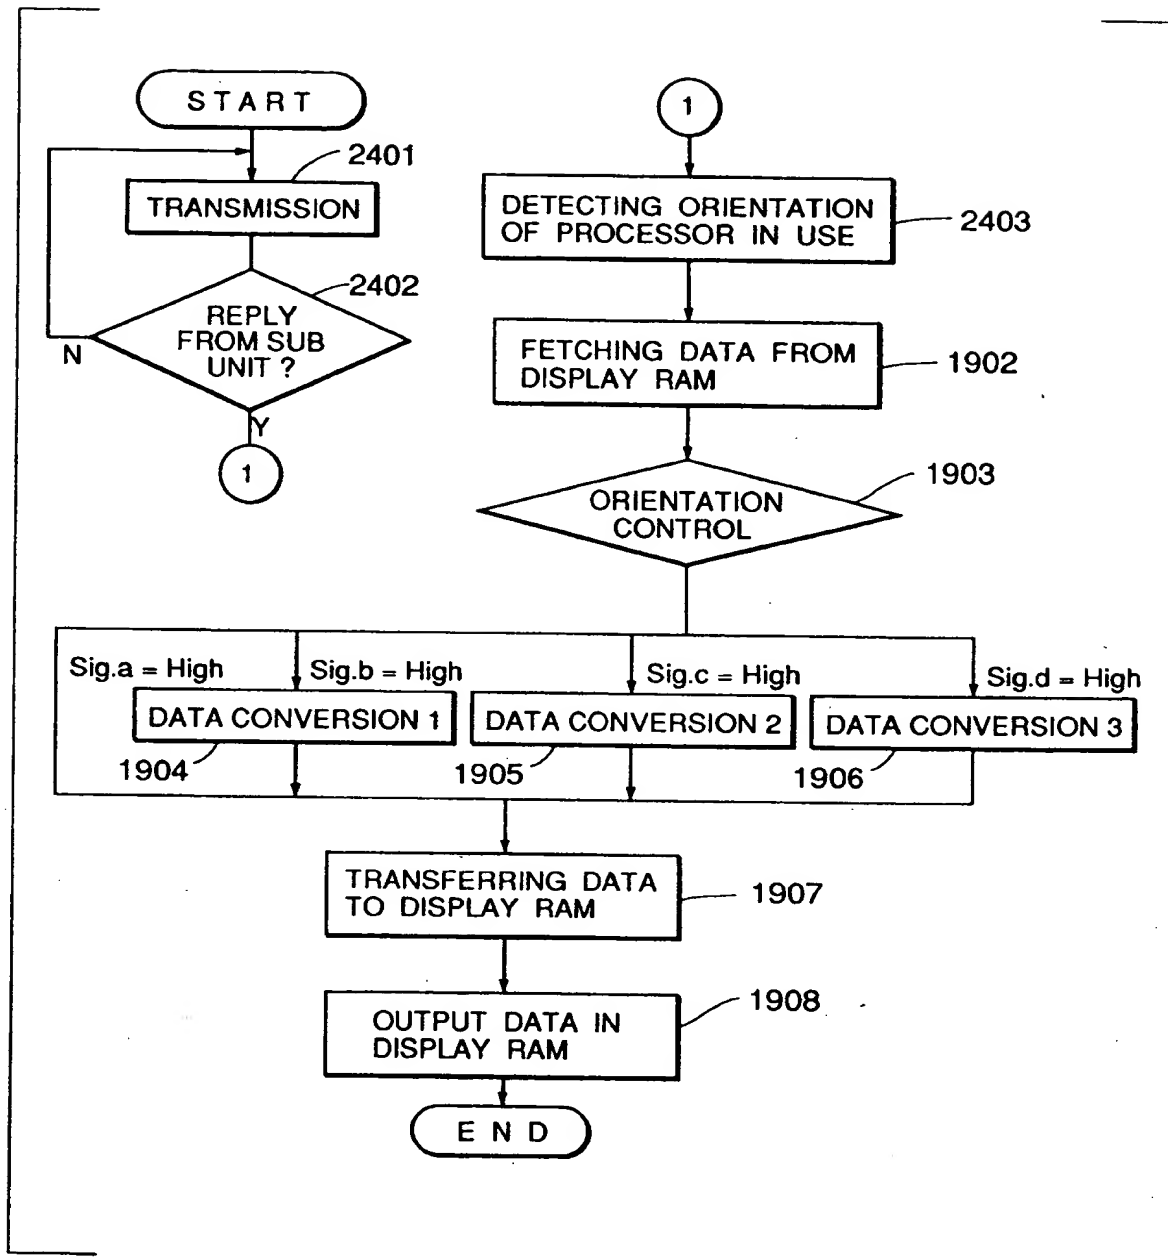 START
2401
TRANSMISSION
2402
REPLY
FROM SUB
UNIT ?
N
Y
1
1
DETECTING ORIENTATION
OF PROCESSOR IN USE
2403
FETCHING DATA FROM
DISPLAY RAM
1902
1903
ORIENTATION
CONTROL
Sig.a = High
Sig.b = High
Sig.c = High
Sig.d = High
DATA CONVERSION 1
DATA CONVERSION 2
DATA CONVERSION 3
1904
1905
1906
TRANSFERRING DATA
TO DISPLAY RAM
1907
OUTPUT DATA IN
DISPLAY RAM
1908
END